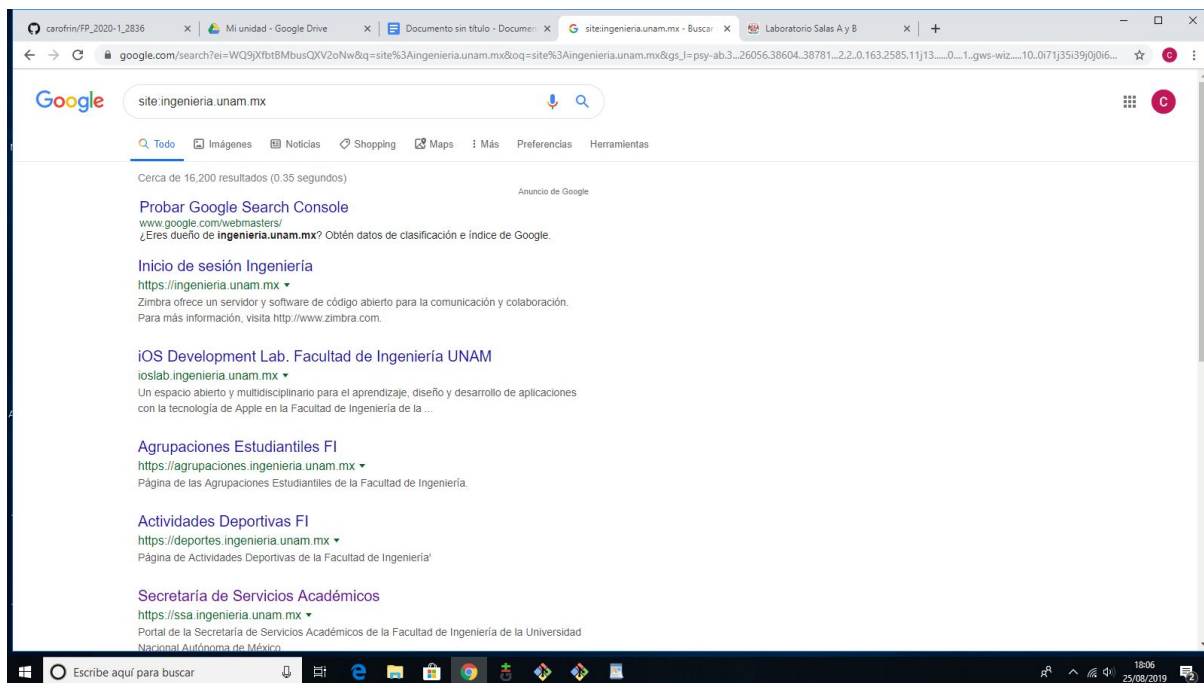 carofrin/FP_2020-1_2836
Mi unidad - Google Drive
Documento sin título - Documen
site:ingenieria.unam.mx - Buscar
Laboratorio Salas A y B
google.com/search?ei=WQ9jXfbtBMbusQXV2oNw&q=site%3Aingenieria.unam.mx&oq=site%3Aingenieria.unam.mx&gs_l=psy-ab.3...26056.38604..38781...2.2..0.163.2585.11j13......0....1..gws-wiz.....10..0i71j35i39j0j0i6...
C
Google
site:ingenieria.unam.mx
C
Todo Imágenes Noticias Shopping Maps Más Preferencias Herramientas
Cerca de 16,200 resultados (0.35 segundos)
Anuncio de Google
Probar Google Search Console
www.google.com/webmasters/
¿Eres dueño de ingenieria.unam.mx? Obtén datos de clasificación e índice de Google.
Inicio de sesión Ingeniería
https://ingenieria.unam.mx
Zimbra ofrece un servidor y software de código abierto para la comunicación y colaboración.
Para más información, visita http://www.zimbra.com.
iOS Development Lab. Facultad de Ingeniería UNAM
ioslab.ingenieria.unam.mx
Un espacio abierto y multidisciplinario para el aprendizaje, diseño y desarrollo de aplicaciones
con la tecnología de Apple en la Facultad de Ingeniería de la ...
Agrupaciones Estudiantiles FI
https://agrupaciones.ingenieria.unam.mx
Página de las Agrupaciones Estudiantiles de la Facultad de Ingeniería.
Actividades Deportivas FI
https://deportes.ingenieria.unam.mx
Página de Actividades Deportivas de la Facultad de Ingeniería'
Secretaría de Servicios Académicos
https://ssa.ingenieria.unam.mx
Portal de la Secretaría de Servicios Académicos de la Facultad de Ingeniería de la Universidad
Nacional Autónoma de México
Escribe aquí para buscar
18:06
25/08/2019